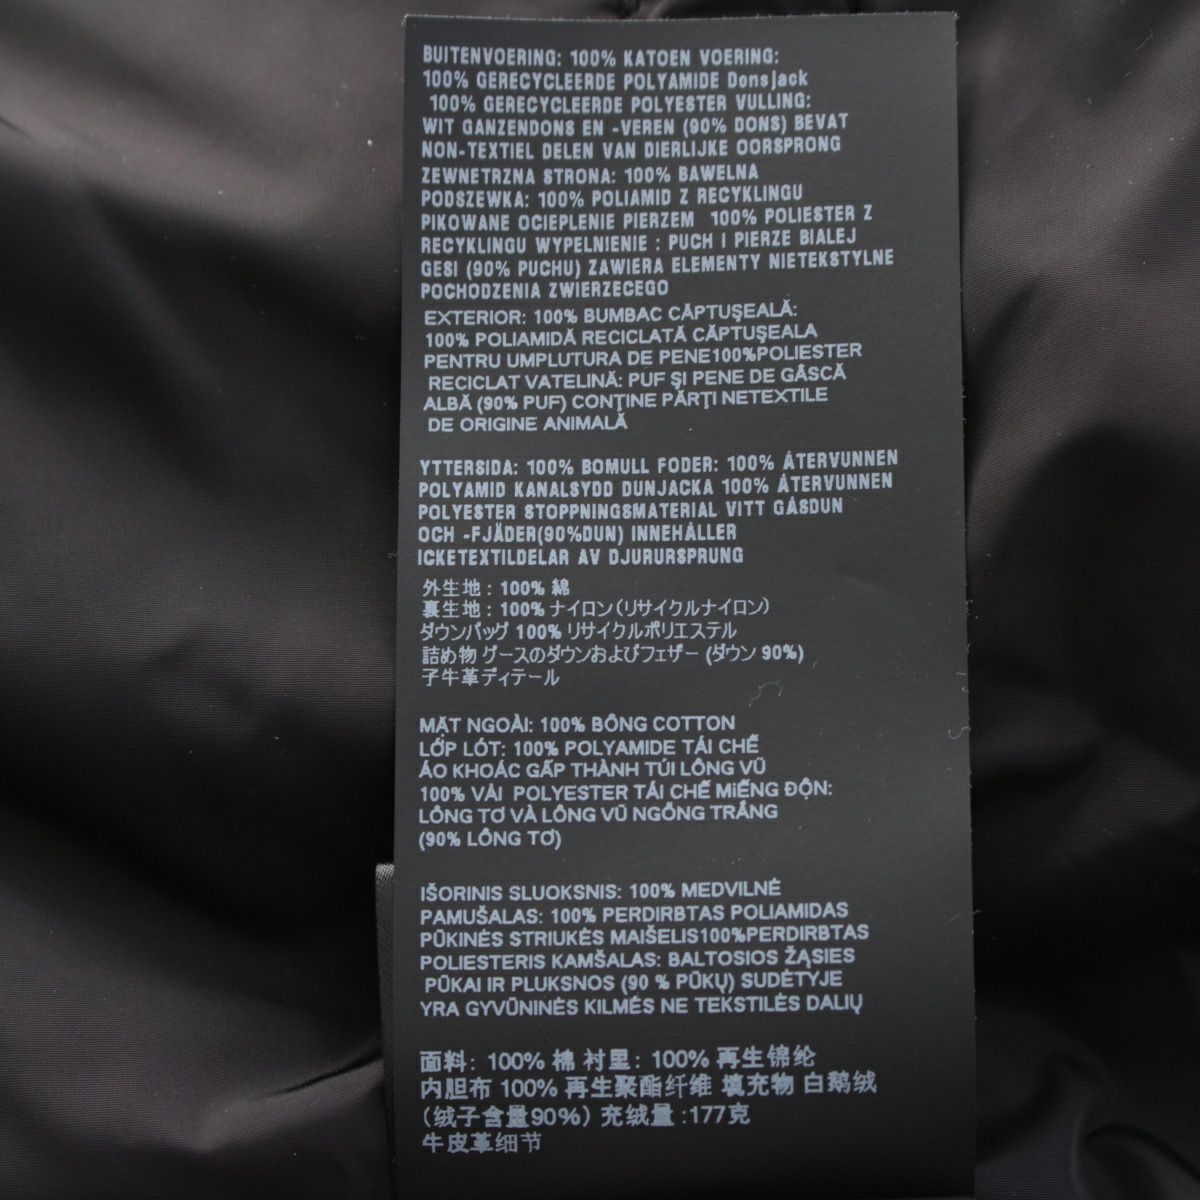 BUITENVOERING: 100% KATOEN VOERING:
100% GERECYCLEERDE POLYAMIDE Donsjack
100% GERECYCLEERDE POLYESTER VULLING:
WIT GANZENDONS EN -VEREN (90% DONS) BEVAT
NON-TEXTIEL DELEN VAN DIERLIJKE OORSPRONG
ZEWNETRZNA STRONA: 100% BAWELNA
PODSZEWKA: 100% POLIAMID Z RECYKLINGU
PIKOWANE OCIEPLENIE PIERZEM 100% POLIESTER Z
RECYKLINGU WYPELNIENIE : PUCH I PIERZE BIALEJ
GESI (90% PUCHU) ZAWIERA ELEMENTY NIETEKSTYLNE
POCHODZENIA ZWIERZECEGO
EXTERIOR: 100% BUMBAC CĂPTUŞEALĂ:
100% POLIAMIDĂ RECICLATĂ CĂPTUŞEALA
PENTRU UMPLUTURA DE PENE100%POLIESTER
RECICLAT VATELINĂ: PUF ŞI PENE DE GÂSCĂ
ALBĂ (90% PUF) CONŢINE PĂRŢI NETEXTILE
DE ORIGINE ANIMALĂ
YTTERSIDA: 100% BOMULL FODER: 100% ÅTERVUNNEN
POLYAMID KANALSYDD DUNJACKA 100% ÅTERVUNNEN
POLYESTER STOPPNINGSMATERIAL VITT GÅSDUN
OCH -FJÄDER(90%DUN) INNEHÅLLER
ICKETEXTILDELAR AV DJURURSPRUNG
外生地 : 100% 綿
裏生地 : 100% ナイロン(リサイクルナイロン)
ダウンバッグ 100% リサイクルポリエステル
詰め物 グースのダウンおよびフェザー (ダウン 90%)
子牛革ディテール
MẶT NGOÀI: 100% BÔNG COTTON
LỚP LÓT: 100% POLYAMIDE TÁI CHẾ
ÁO KHOÁC GẤP THÀNH TÚI LÔNG VŨ
100% VẢI POLYESTER TÁI CHẾ MIẾNG ĐỘN:
LÔNG TƠ VÀ LÔNG VŨ NGỖNG TRẮNG
(90% LÔNG TƠ)
IŠORINIS SLUOKSNIS: 100% MEDVILNĖ
PAMUŠALAS: 100% PERDIRBTAS POLIAMIDAS
PŪKINĖS STRIUKĖS MAIŠELIS100%PERDIRBTAS
POLIESTERIS KAMŠALAS: BALTOSIOS ŽĄSIES
PŪKAI IR PLUKSNOS (90 % PŪKŲ) SUDĖTYJE
YRA GYVŪNINĖS KILMĖS NE TEKSTILĖS DALIŲ
面料: 100% 棉 衬里: 100% 再生锦纶
内胆布 100% 再生聚酯纤维 填充物 白鹅绒
(绒子含量90%) 充绒量 :177克
牛皮革细节